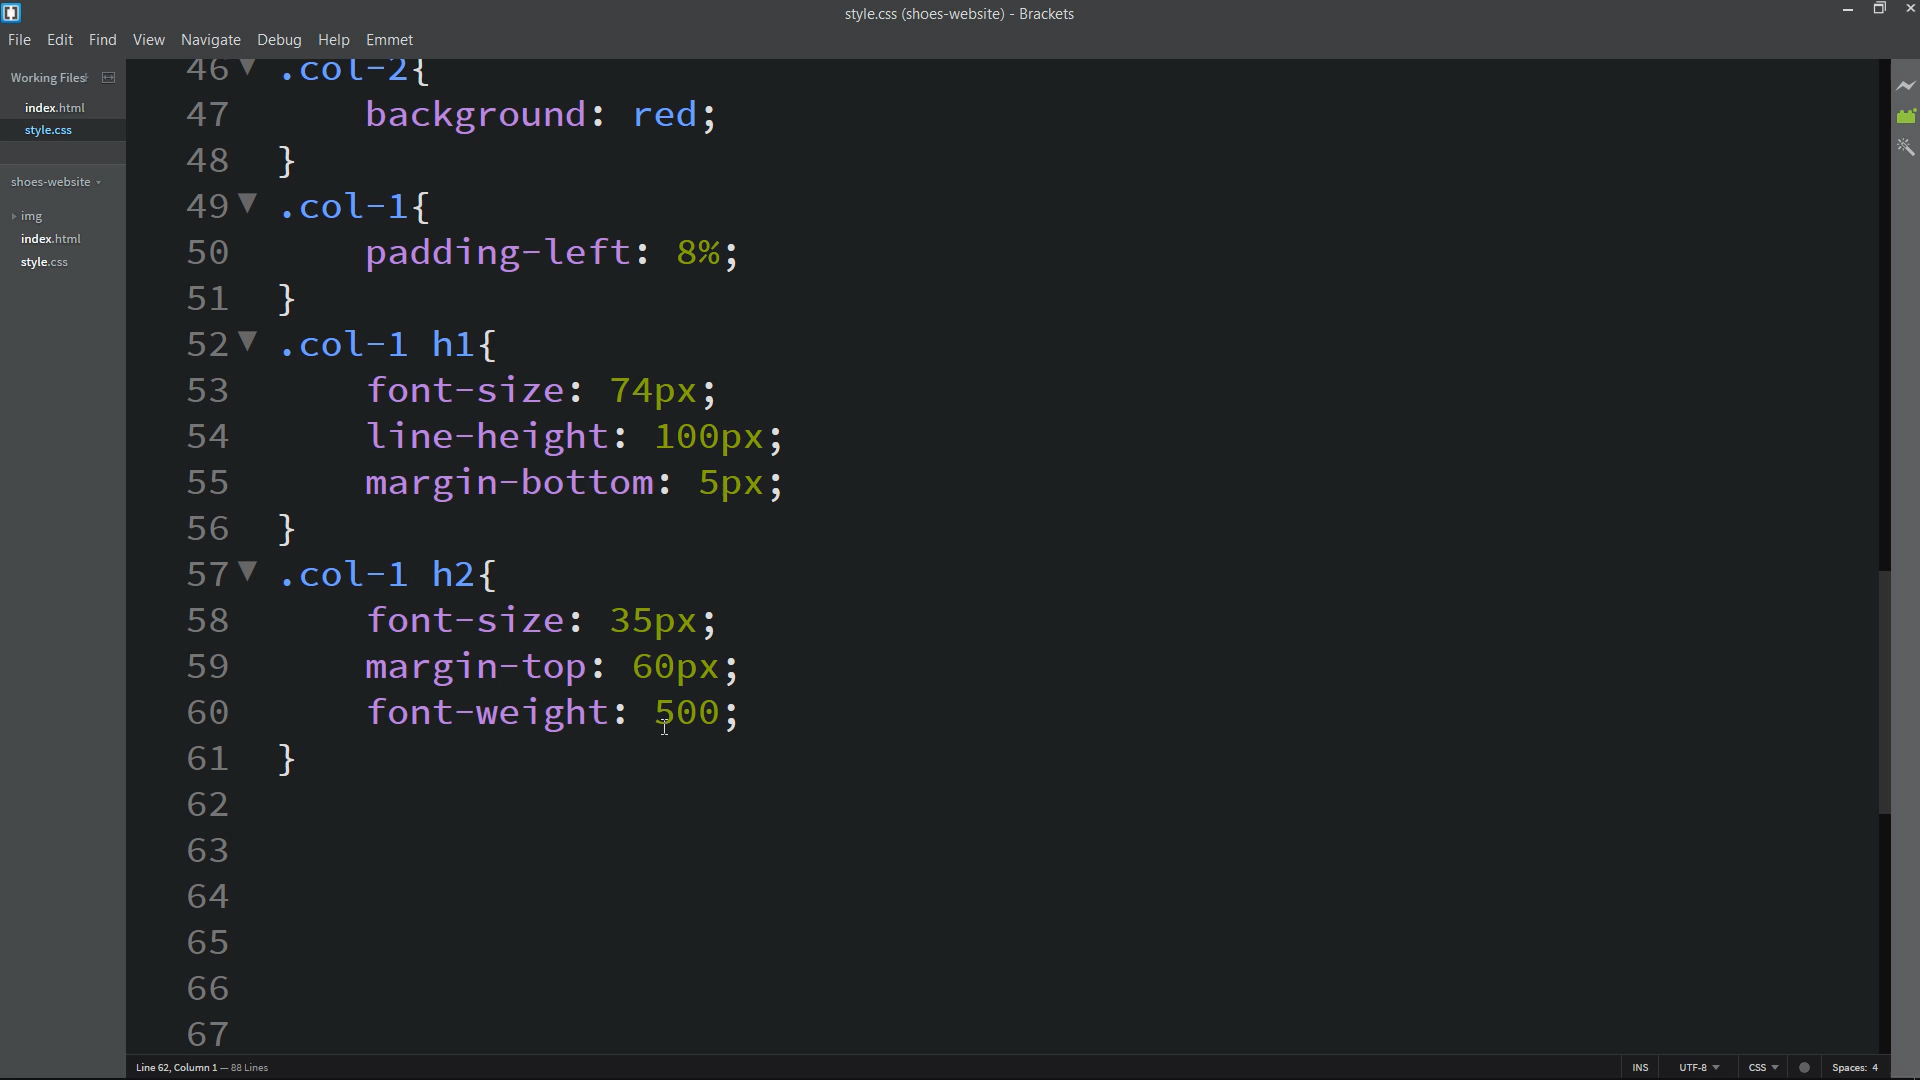 style.css (shoes-website) - Brackets
File Edit Find View Navigate Debug Help Emmet
Working Files
index.html
style.css
shoes-website
img
index.html
style.css
46 .col-2{
47 background: red;
48 }
49 .col-1{
50 padding-left: 8%;
51 }
52 .col-1 h1{
53 font-size: 74px;
54 line-height: 100px;
55 margin-bottom: 5px;
56 }
57 .col-1 h2{
58 font-size: 35px;
59 margin-top: 60px;
60 font-weight: 500;
61 }
62
63
64
65
66
67
Line 62, Column 1 — 88 Lines
INS UTF-8 CSS Spaces: 4